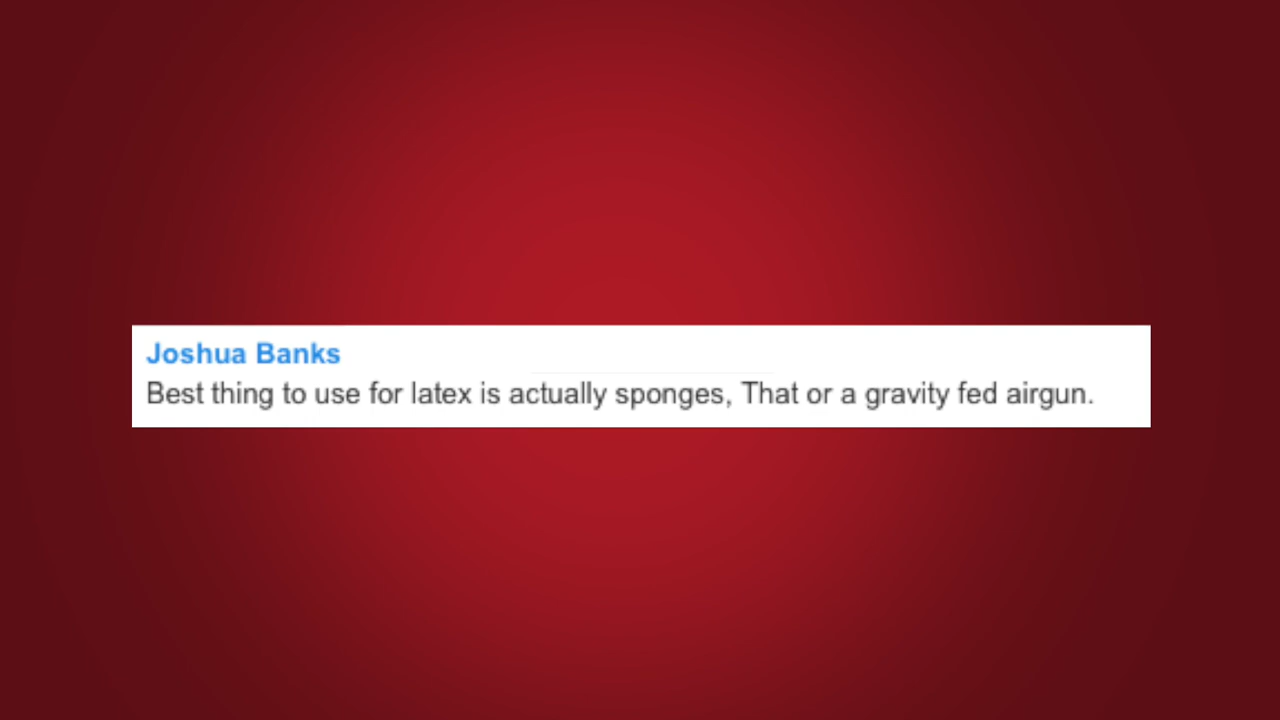 Joshua Banks
Best thing to use for latex is actually sponges, That or a gravity fed airgun.